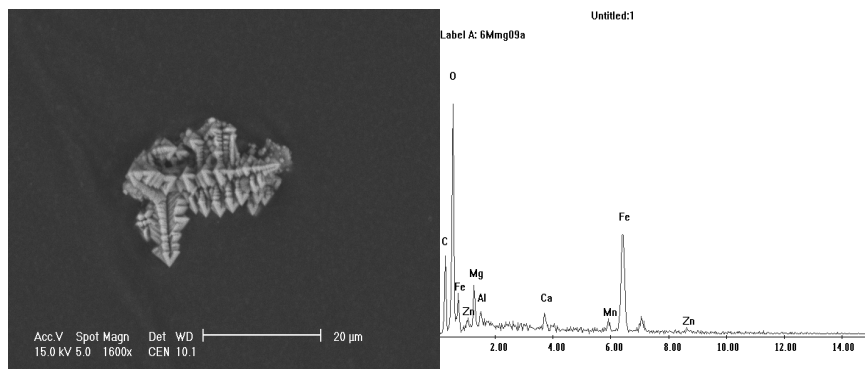 Acc.V Spot Magn Det WD 20 µm
15.0 kV 5.0 1600x CEN 10.1
Untitled:1
Label A: 6Mmg09a
O
C
Fe
Zn
Mg
Al
Ca
Mn
Fe
Zn
2.00 4.00 6.00 8.00 10.00 12.00 14.00